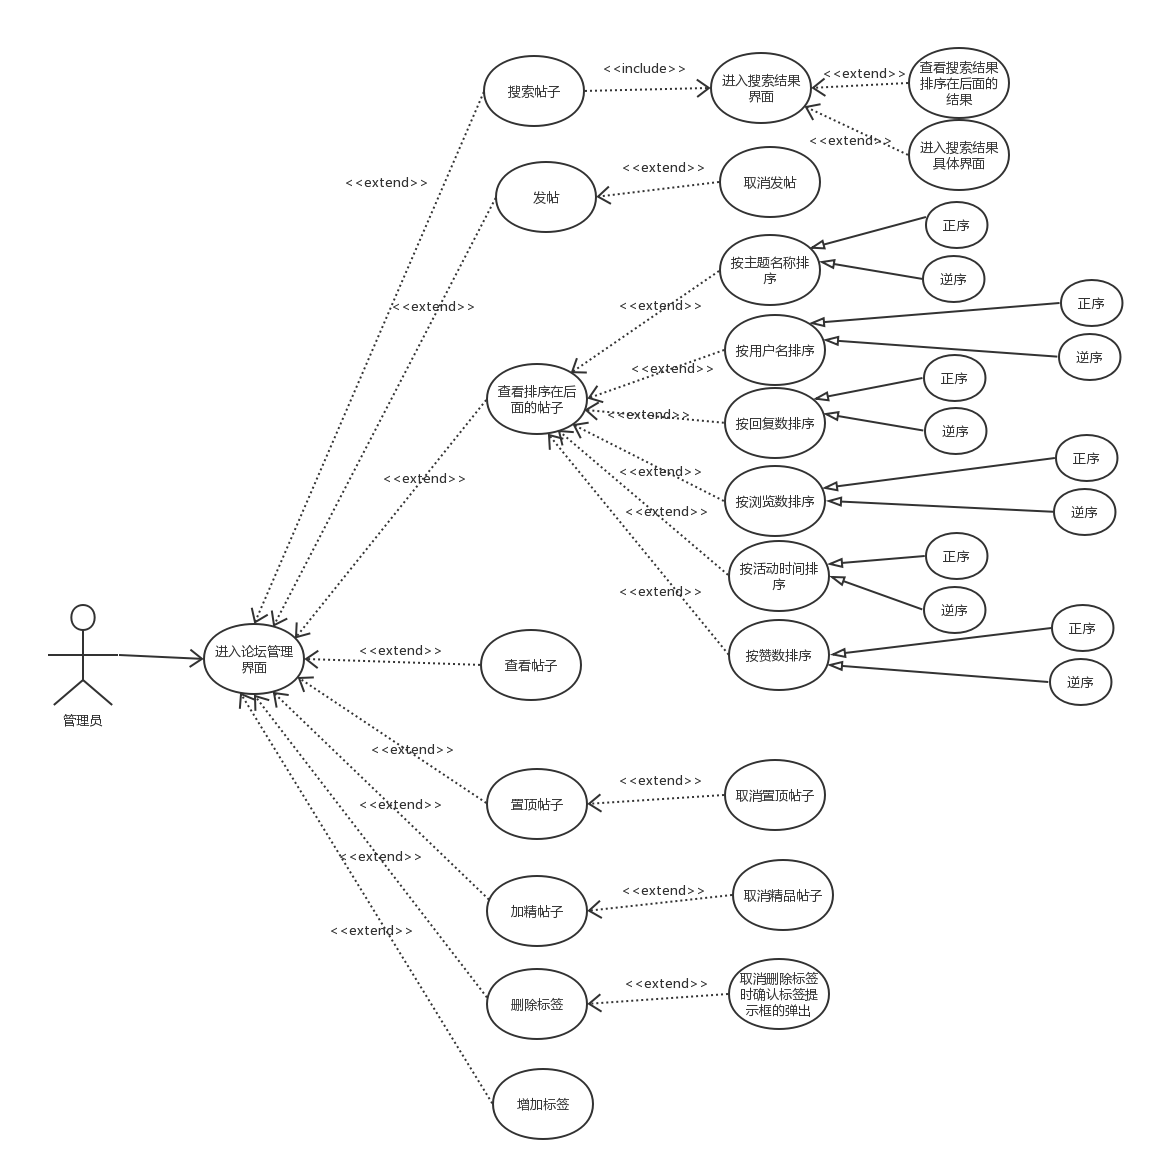 <<include>>
搜索帖子
进入搜索结果
界面
<<extend>>
查看搜索结果
排序在后面的
结果
<<extend>>
进入搜索结果
具体界面
<<extend>>
发帖
<<extend>>
取消发帖
<<extend>>
按主题名称排
序
正序
逆序
<<extend>>
按用户名排序
正序
逆序
<<extend>>
查看排序在后
面的帖子
<<extend>>
按回复数排序
正序
逆序
<<extend>>
按浏览数排序
正序
逆序
<<extend>>
<<extend>>
按活动时间排
序
正序
逆序
<<extend>>
按赞数排序
正序
逆序
管理员
进入论坛管理
界面
<<extend>>
查看帖子
<<extend>>
置顶帖子
<<extend>>
取消置顶帖子
<<extend>>
加精帖子
<<extend>>
取消精品帖子
<<extend>>
删除标签
<<extend>>
取消删除标签
时确认标签提
示框的弹出
<<extend>>
增加标签